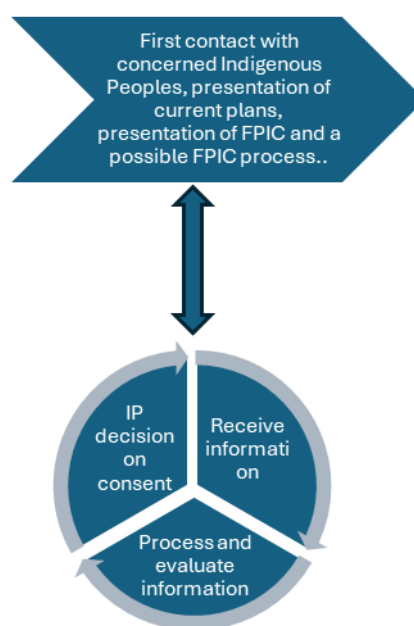 First contact with
concerned Indigenous
Peoples, presentation of
current plans,
presentation of FPIC and a
possible FPIC process..
IP
decision
on
consent
Receive
informati
on
Process and
evaluate
information